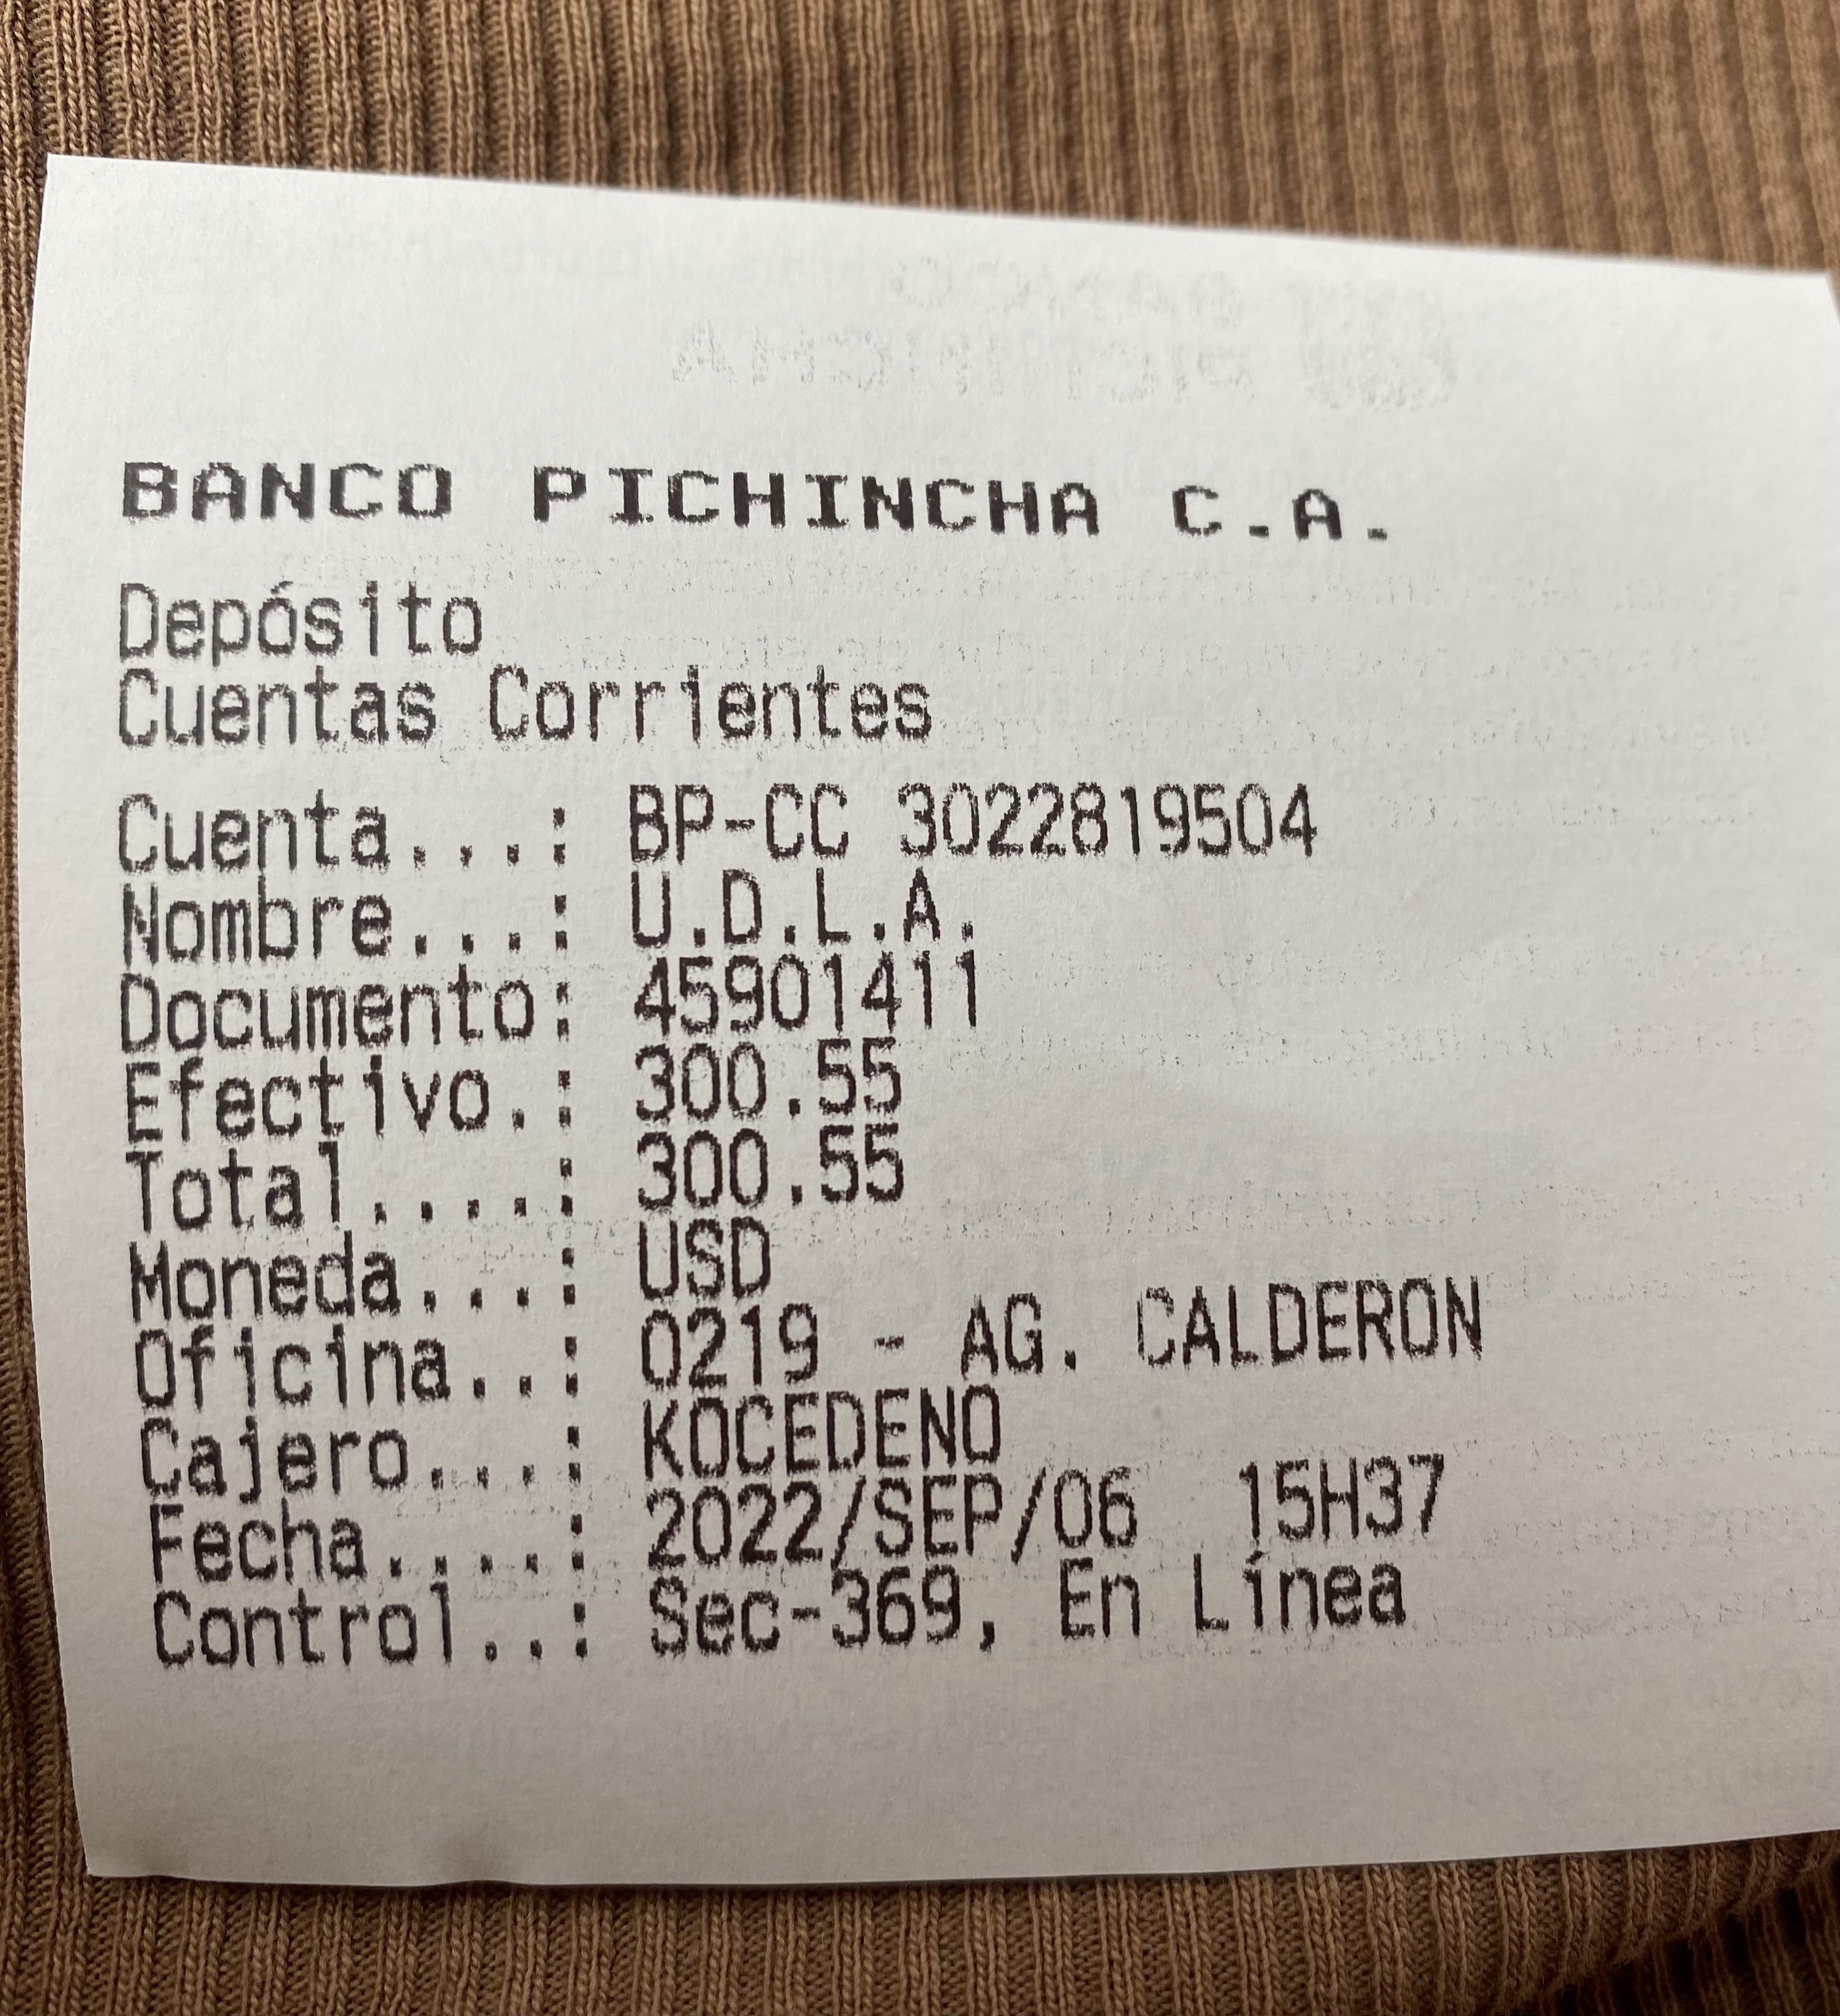 BANCO PICHINCHA C.A.
Depósito
Cuentas Corrientes
Cuenta...: BP-CC 3022819504
Nombre...: U.D.L.A.
Documento: 45901411
Efectivo.: 300.55
Total....: 300.55
Moneda...: USD
Oficina..: 0219 - AG. CALDERON
Cajero...: KOCEDENO
Fecha....: 2022/SEP/06 15H37
Control..: Sec-369, En Línea